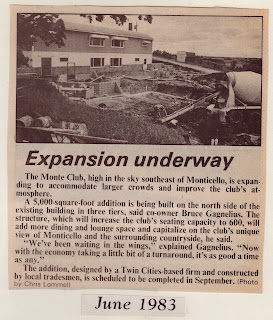 Expansion underway
The Monte Club, high in the sky southeast of Monticello, is expan-
ding to accommodate larger crowds and improve the club's at-
mosphere.
A 5,000-square-foot addition is being built on the north side of the
existing building in three tiers, said co-owner Bruce Gagnelius. The
structure, which will increase the club's seating capacity to 600, will
add more dining and lounge space and capitalize on the club's unique
view of Monticello and the surrounding countryside, he said.
"We've been waiting in the wings," explained Gagnelius. "Now
with the economy taking a little bit of a turnaround, it's as good a time
as any."
The addition, designed by a Twin Cities-based firm and constructed
by local tradesmen, is scheduled to be completed in September. (Photo
by Chris Lommell)
June 1983